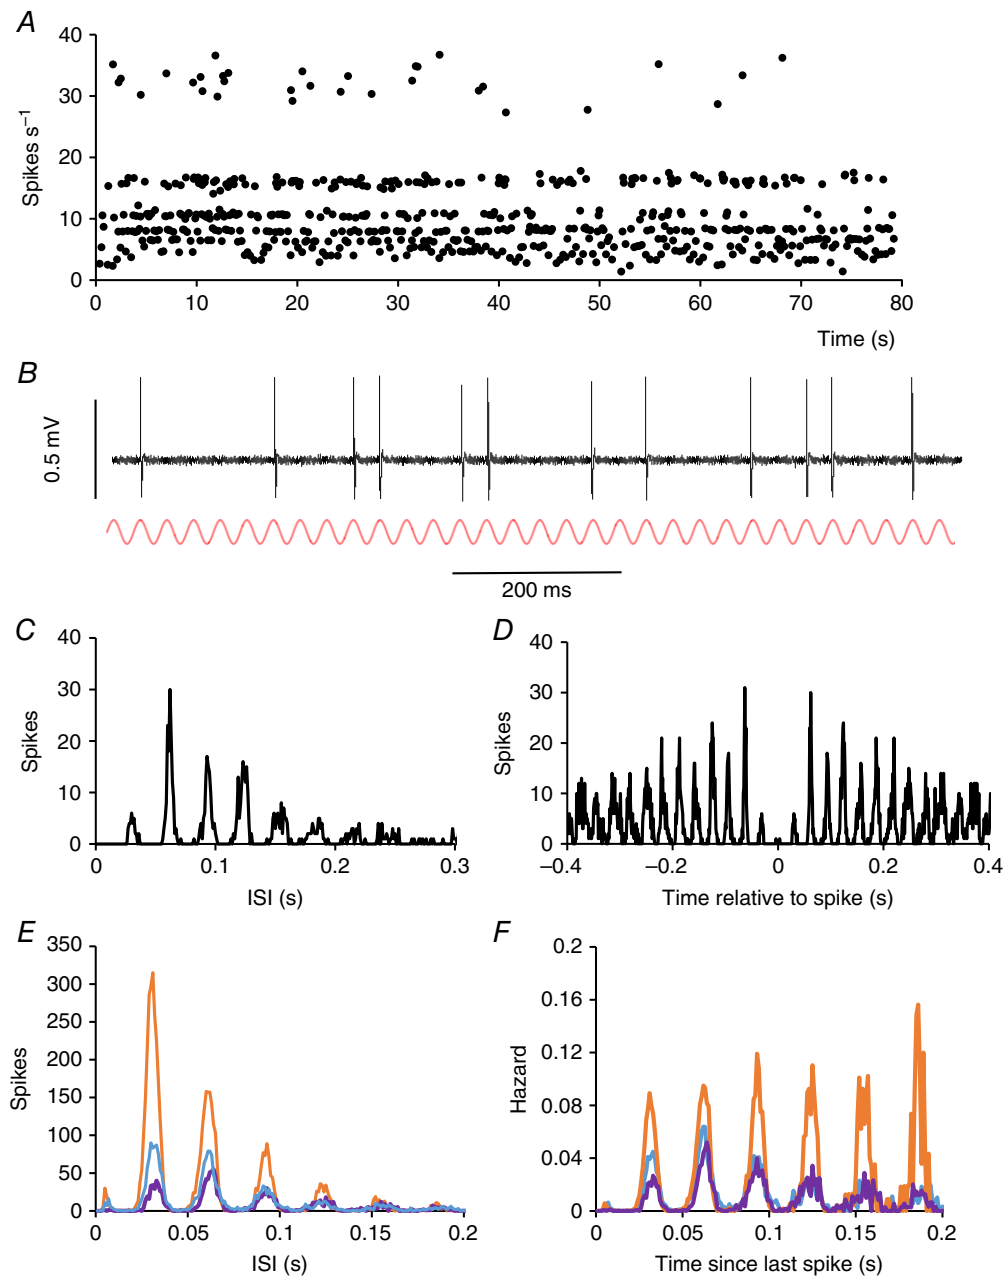 A
40
30
20
10
0
Spikes s⁻¹
0 10 20 30 40 50 60 70 80
Time (s)
B
0.5 mV
200 ms
C
40
30
20
10
0
Spikes
0 0.1 0.2 0.3
ISI (s)
D
40
30
20
10
0
Spikes
−0.4 −0.2 0 0.2 0.4
Time relative to spike (s)
E
350
300
250
200
150
100
50
0
Spikes
0 0.05 0.1 0.15 0.2
ISI (s)
F
0.2
0.16
0.12
0.08
0.04
0
Hazard
0 0.05 0.1 0.15 0.2
Time since last spike (s)